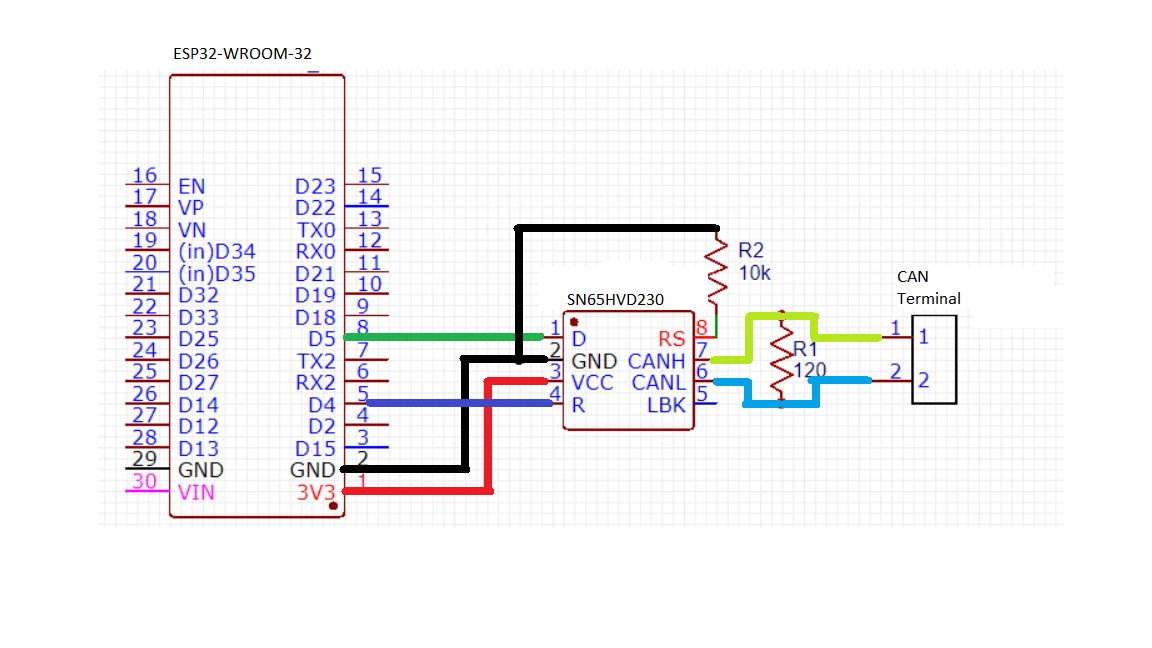 ESP32-WROOM-32
16 EN D23 15
17 VP D22 14
18 VN TX0 13
19 (in)D34 RX0 12
20 (in)D35 D21 11
21 D32 D19 10
22 D33 D18 9
23 D25 D5 8
24 D26 TX2 7
25 D27 RX2 6
26 D14 D4 5
27 D12 D2 4
28 D13 D15 3
29 GND GND 2
30 VIN 3V3 1
R2
10k
SN65HVD230
1 D RS 8
2 GND CANH 7
3 VCC CANL 6
4 R LBK 5
R1
120
CAN
Terminal
1 1
2 2